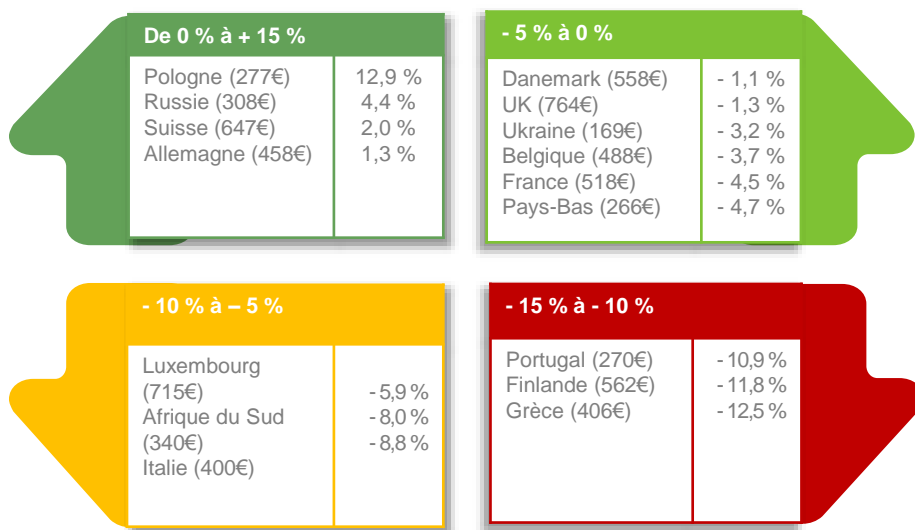 De 0 % à + 15 %
Pologne (277€) 12,9 %
Russie (308€) 4,4 %
Suisse (647€) 2,0 %
Allemagne (458€) 1,3 %
- 5 % à 0 %
Danemark (558€) - 1,1 %
UK (764€) - 1,3 %
Ukraine (169€) - 3,2 %
Belgique (488€) - 3,7 %
France (518€) - 4,5 %
Pays-Bas (266€) - 4,7 %
- 10 % à – 5 %
Luxembourg
(715€) - 5,9 %
Afrique du Sud - 8,0 %
(340€) - 8,8 %
Italie (400€)
- 15 % à - 10 %
Portugal (270€) - 10,9 %
Finlande (562€) - 11,8 %
Grèce (406€) - 12,5 %